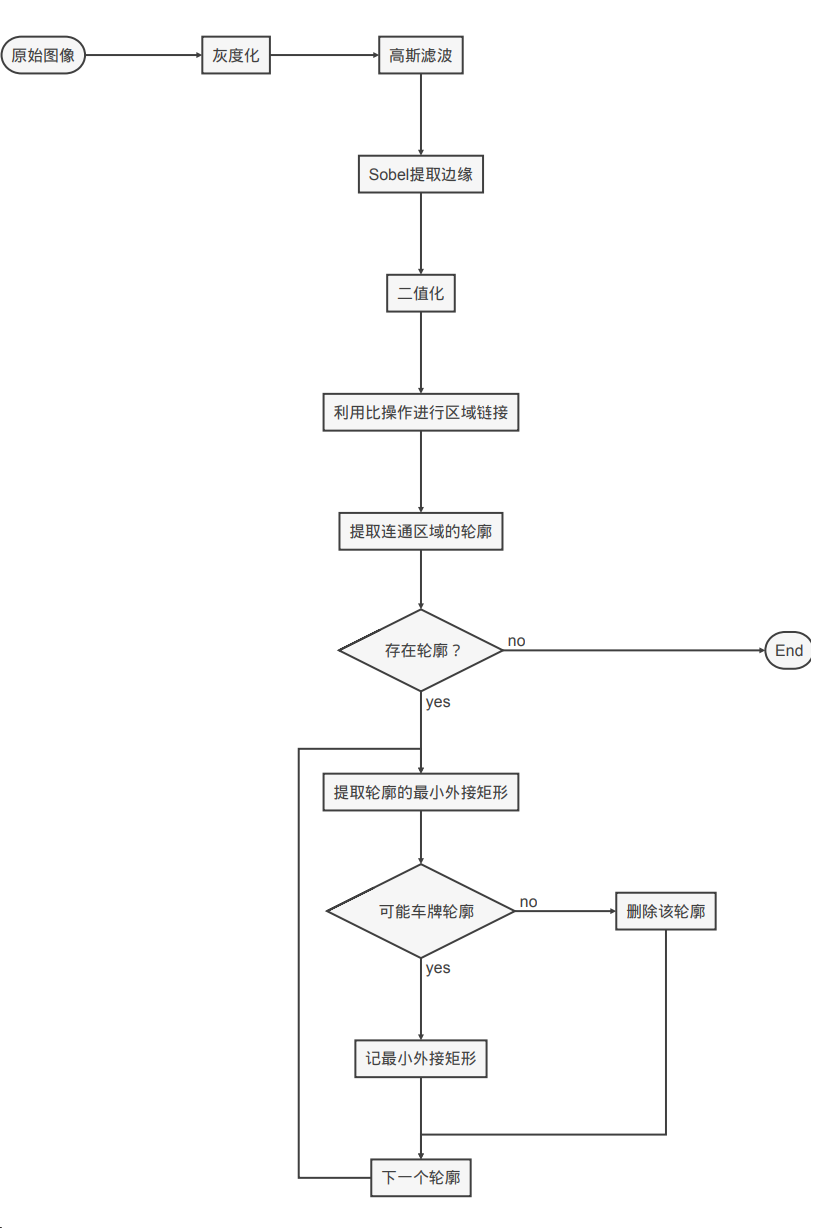 原始图像
灰度化
高斯滤波
Sobel提取边缘
二值化
利用比操作进行区域链接
提取连通区域的轮廓
存在轮廓？
no
End
yes
提取轮廓的最小外接矩形
可能车牌轮廓
no
删除该轮廓
yes
记最小外接矩形
下一个轮廓